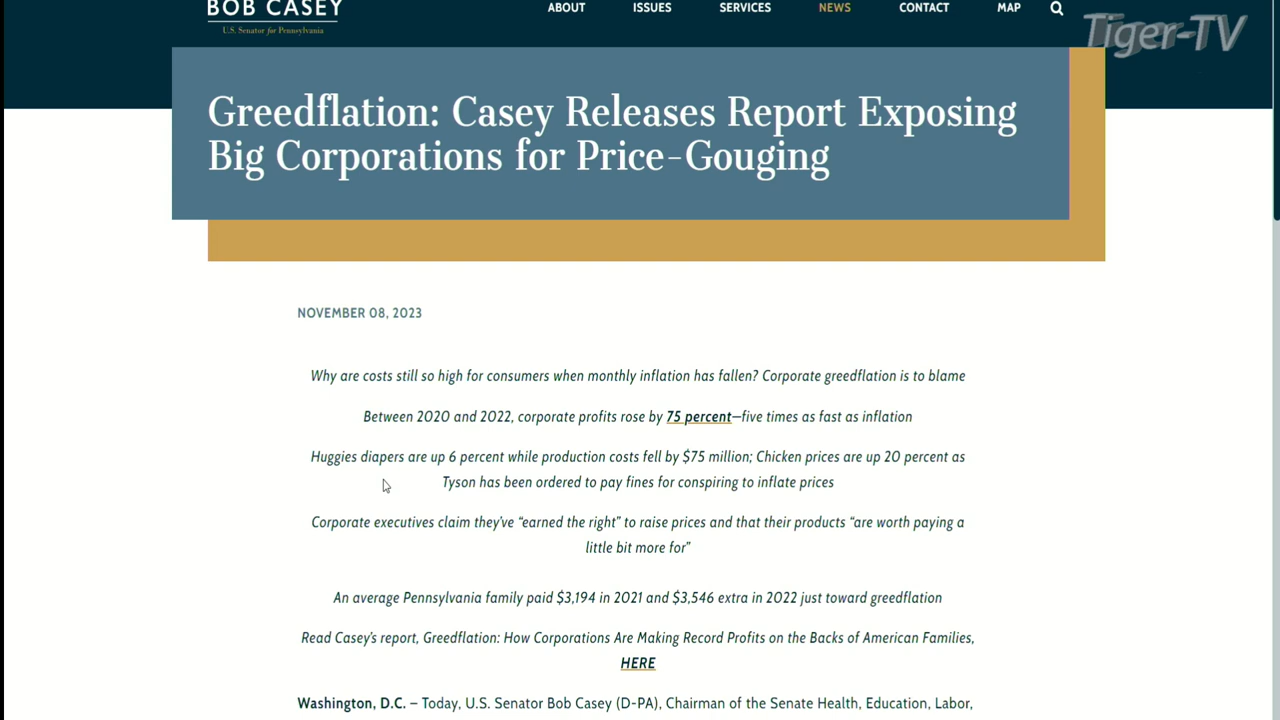 BOB CASEY
U.S. Senator for Pennsylvania
ABOUT ISSUES SERVICES NEWS CONTACT MAP
Tiger-TV
Greedflation: Casey Releases Report Exposing
Big Corporations for Price-Gouging
NOVEMBER 08, 2023
Why are costs still so high for consumers when monthly inflation has fallen? Corporate greedflation is to blame
Between 2020 and 2022, corporate profits rose by 75 percent—five times as fast as inflation
Huggies diapers are up 6 percent while production costs fell by $75 million; Chicken prices are up 20 percent as
Tyson has been ordered to pay fines for conspiring to inflate prices
Corporate executives claim they’ve “earned the right” to raise prices and that their products “are worth paying a
little bit more for”
An average Pennsylvania family paid $3,194 in 2021 and $3,546 extra in 2022 just toward greedflation
Read Casey’s report, Greedflation: How Corporations Are Making Record Profits on the Backs of American Families,
HERE
Washington, D.C. – Today, U.S. Senator Bob Casey (D-PA), Chairman of the Senate Health, Education, Labor,